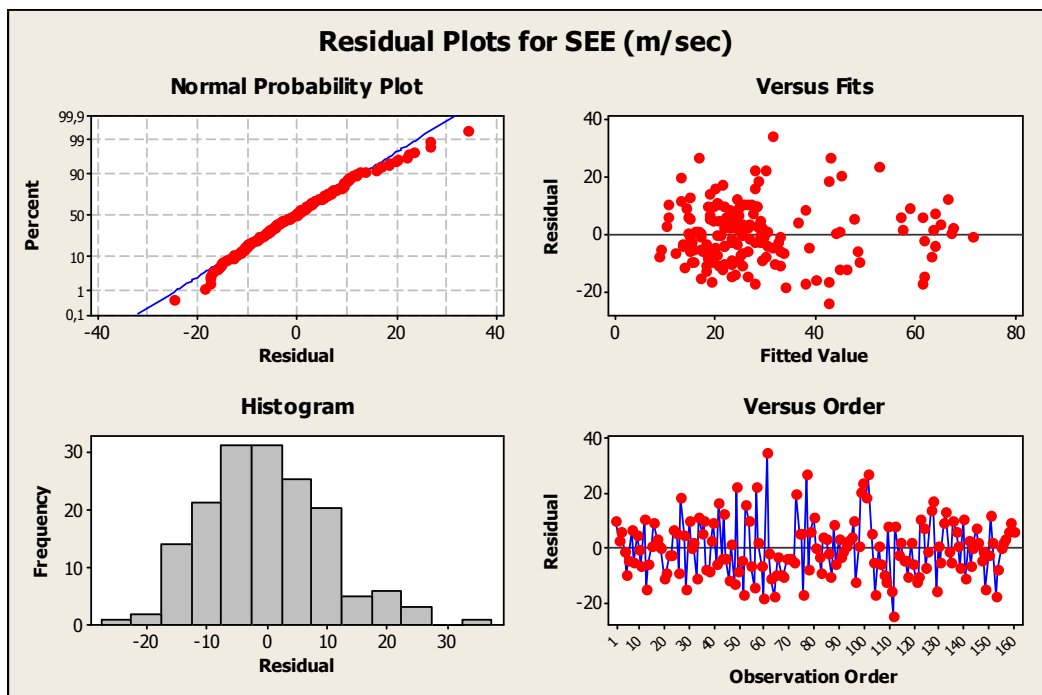 Residual Plots for SEE (m/sec)
Normal Probability Plot
Percent
99,9
99
90
50
10
1
0,1
-40 -20 0 20 40
Residual
Versus Fits
Residual
40
20
0
-20
0 20 40 60 80
Fitted Value
Histogram
Frequency
30
20
10
0
-20 -10 0 10 20 30
Residual
Versus Order
Residual
40
20
0
-20
1 10 20 30 40 50 60 70 80 90 100 110 120 130 140 150 160
Observation Order